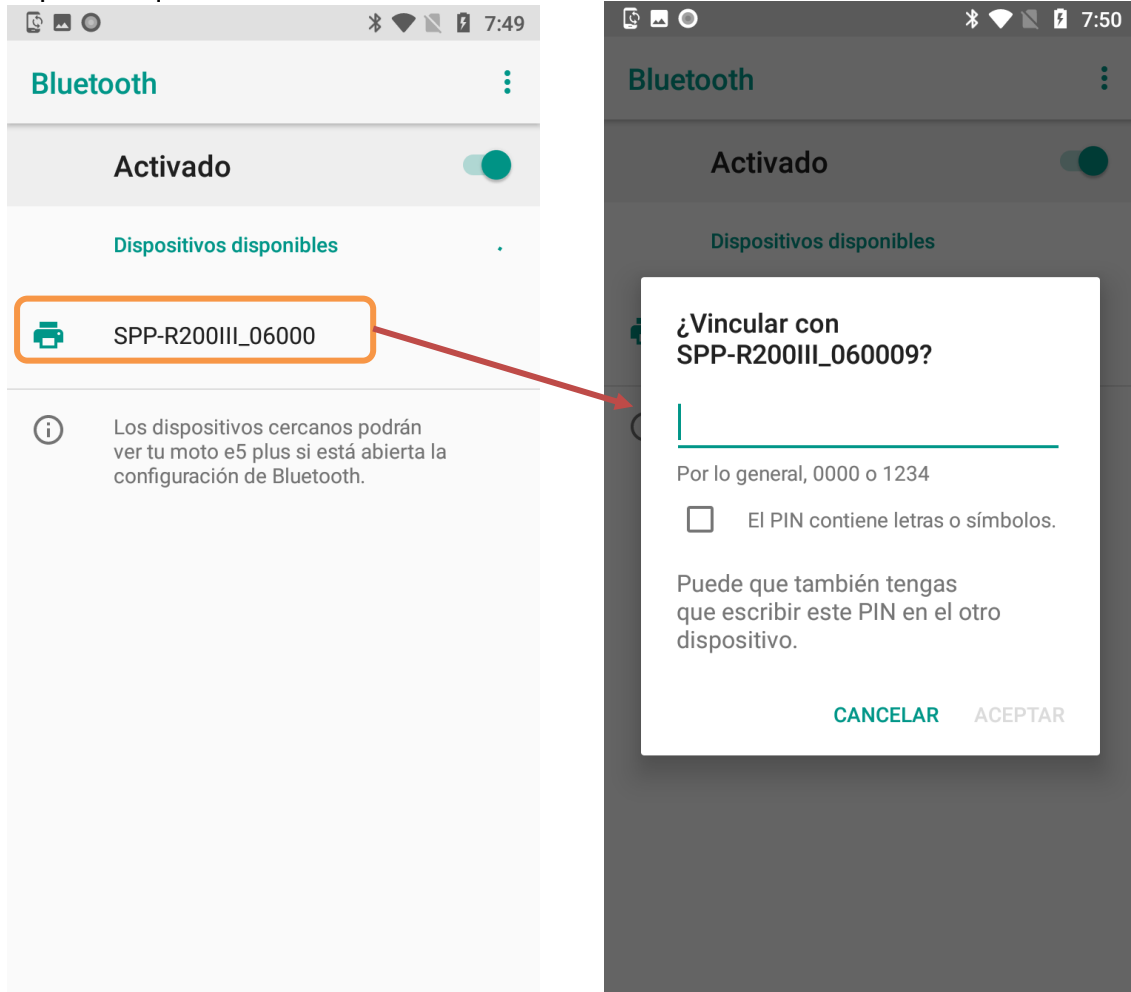 7:49
Bluetooth
Activado
Dispositivos disponibles
SPP-R200III_06000
Los dispositivos cercanos podrán
ver tu moto e5 plus si está abierta la
configuración de Bluetooth.
7:50
Bluetooth
Activado
Dispositivos disponibles
¿Vincular con
SPP-R200III_060009?
Por lo general, 0000 o 1234
El PIN contiene letras o símbolos.
Puede que también tengas
que escribir este PIN en el otro
dispositivo.
CANCELAR ACEPTAR